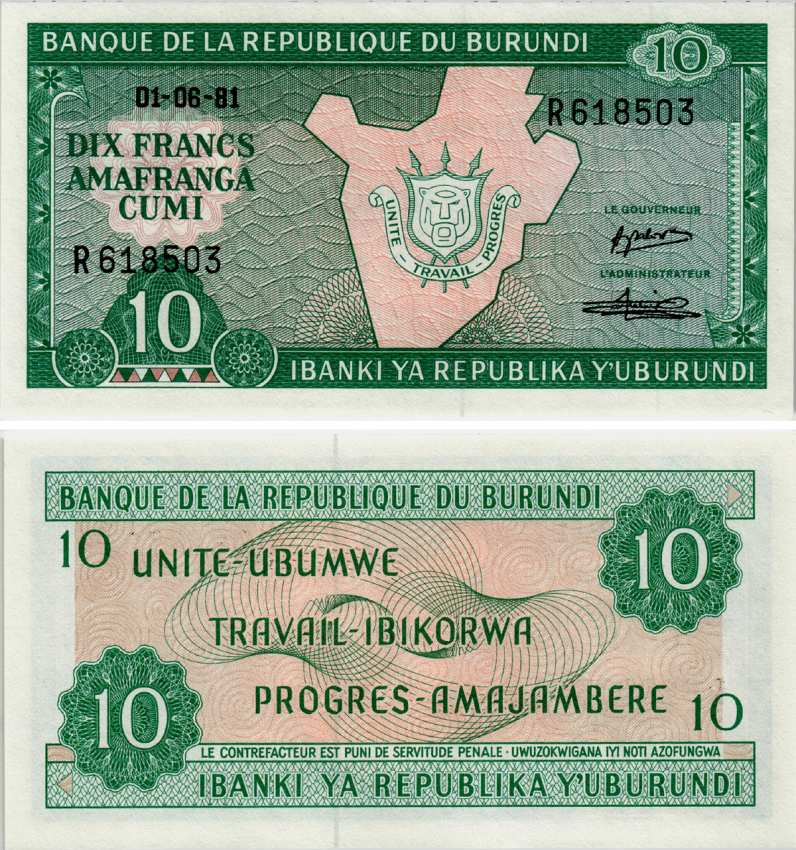 BANQUE DE LA REPUBLIQUE DU BURUNDI
10
01-06-81
R618503
DIX FRANCS
AMAFRANGA
CUMI
R618503
UNITE - TRAVAIL - PROGRES
LE GOUVERNEUR
L'ADMINISTRATEUR
10
IBANKI YA REPUBLIKA Y'UBURUNDI
BANQUE DE LA REPUBLIQUE DU BURUNDI
10
10
UNITE-UBUMWE
TRAVAIL-IBIKORWA
PROGRES-AMAJAMBERE
10
10
LE CONTREFACTEUR EST PUNI DE SERVITUDE PENALE · UWUZOKWIGANA IYI NOTI AZOFUNGWA
IBANKI YA REPUBLIKA Y'UBURUNDI